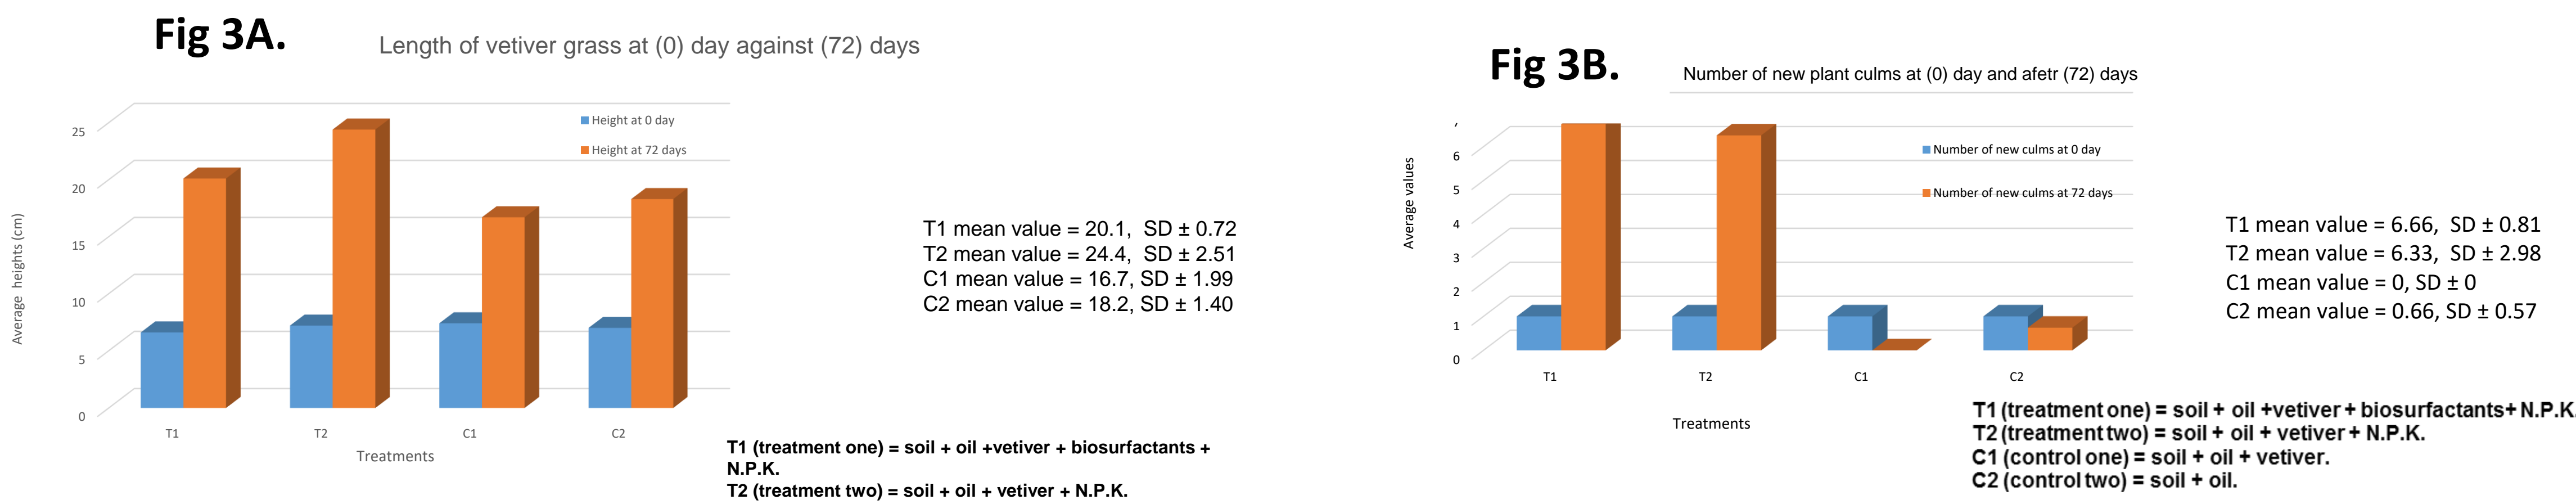 Fig 3A.
Length of vetiver grass at (0) day against (72) days
Height at 0 day
Height at 72 days
25
20
15
10
5
0
Average heights (cm)
T1
T2
C1
C2
Treatments
T1 mean value = 20.1, SD ± 0.72
T2 mean value = 24.4, SD ± 2.51
C1 mean value = 16.7, SD ± 1.99
C2 mean value = 18.2, SD ± 1.40
T1 (treatment one) = soil + oil +vetiver + biosurfactants +
N.P.K.
T2 (treatment two) = soil + oil + vetiver + N.P.K.
Fig 3B.
Number of new plant culms at (0) day and afetr (72) days
Number of new culms at 0 day
Number of new culms at 72 days
6
5
4
3
2
1
0
Average values
T1
T2
C1
C2
Treatments
T1 mean value = 6.66, SD ± 0.81
T2 mean value = 6.33, SD ± 2.98
C1 mean value = 0, SD ± 0
C2 mean value = 0.66, SD ± 0.57
T1 (treatment one) = soil + oil +vetiver + biosurfactants+ N.P.K.
T2 (treatment two) = soil + oil + vetiver + N.P.K.
C1 (control one) = soil + oil + vetiver.
C2 (control two) = soil + oil.